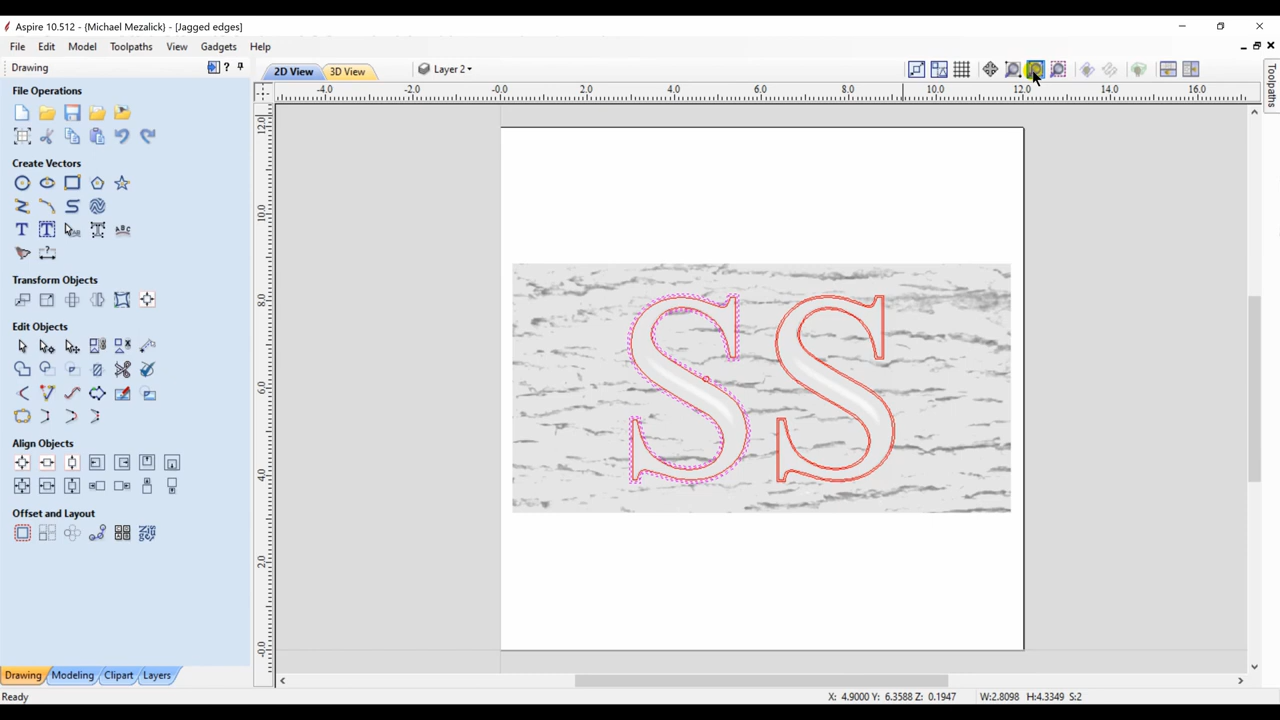 Aspire 10.512 - {Michael Mezalick} - [Jagged edges]
File Edit Model Toolpaths View Gadgets Help
Drawing
2D View 3D View Layer 2
Toolpaths
-4.0 -2.0 -0.0 2.0 4.0 6.0 8.0 10.0 12.0 14.0 16.0
12.0
10.0
8.0
6.0
4.0
2.0
-0.0
File Operations
Create Vectors
Transform Objects
Edit Objects
Align Objects
Offset and Layout
S S
Drawing Modeling Clipart Layers
Ready
X: 4.9000 Y: 6.3588 Z: 0.1947 W:2.8098 H:4.3349 S:2